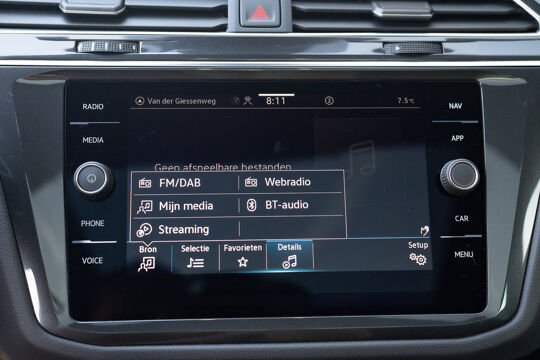 Van der Giessenweg 8:11 2 7.5°C
RADIO
MEDIA
PHONE
VOICE
NAV
APP
CAR
MENU
Geen afspeelbare bestanden
FM/DAB Webradio
Mijn media BT-audio
Streaming
Bron Selectie Favorieten Details Setup